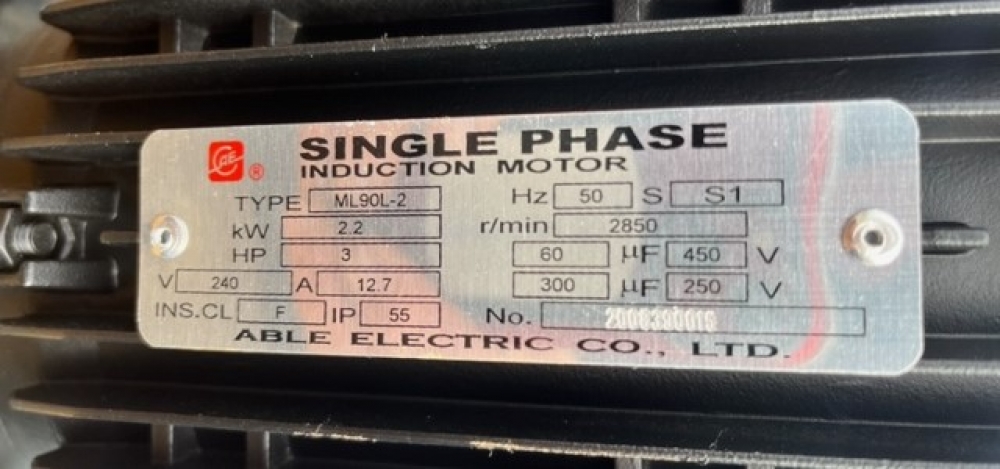 SINGLE PHASE
INDUCTION MOTOR
®
TYPE ML90L-2 Hz 50 S S1
kW 2.2 r/min 2850
HP 3 60 µF 450 V
V 240 A 12.7 300 µF 250 V
INS.CL F IP 55 No. 2008390016
ABLE ELECTRIC CO., LTD.